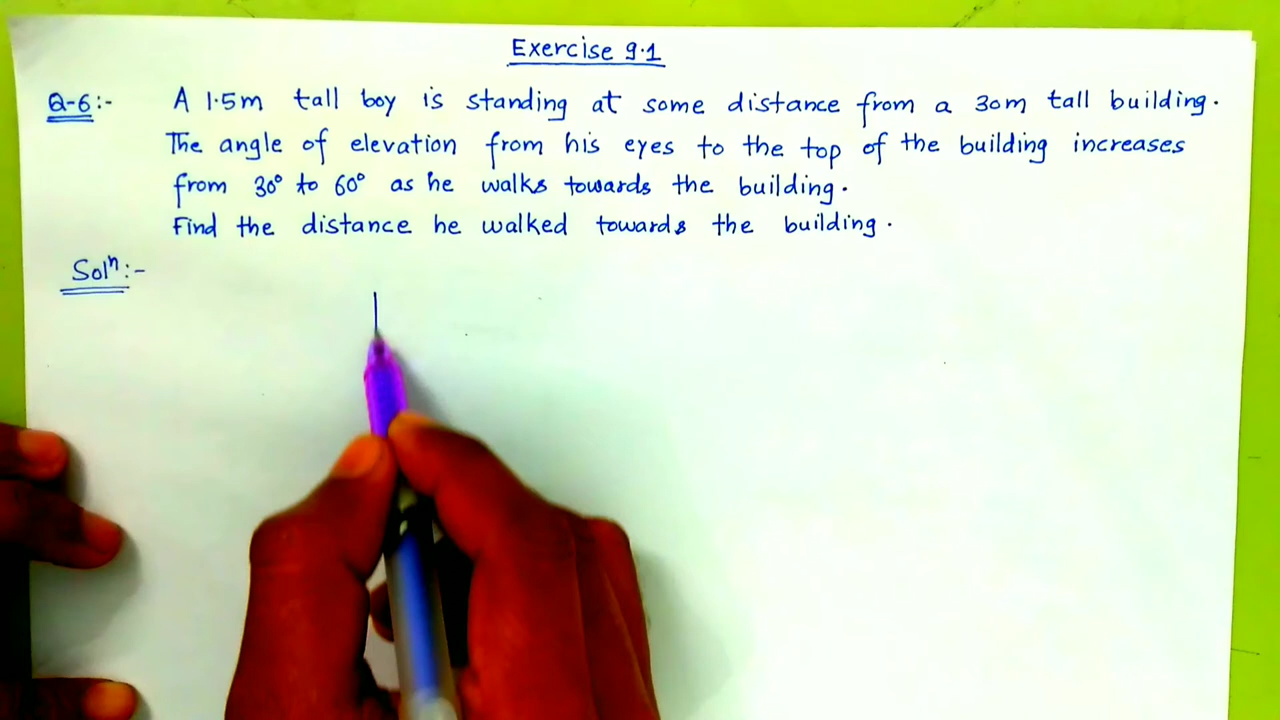 Exercise 9.1
Q-6:- A 1.5m tall boy is standing at some distance from a 30m tall building.
The angle of elevation from his eyes to the top of the building increases
from 30° to 60° as he walks towards the building.
Find the distance he walked towards the building.
Solⁿ:-